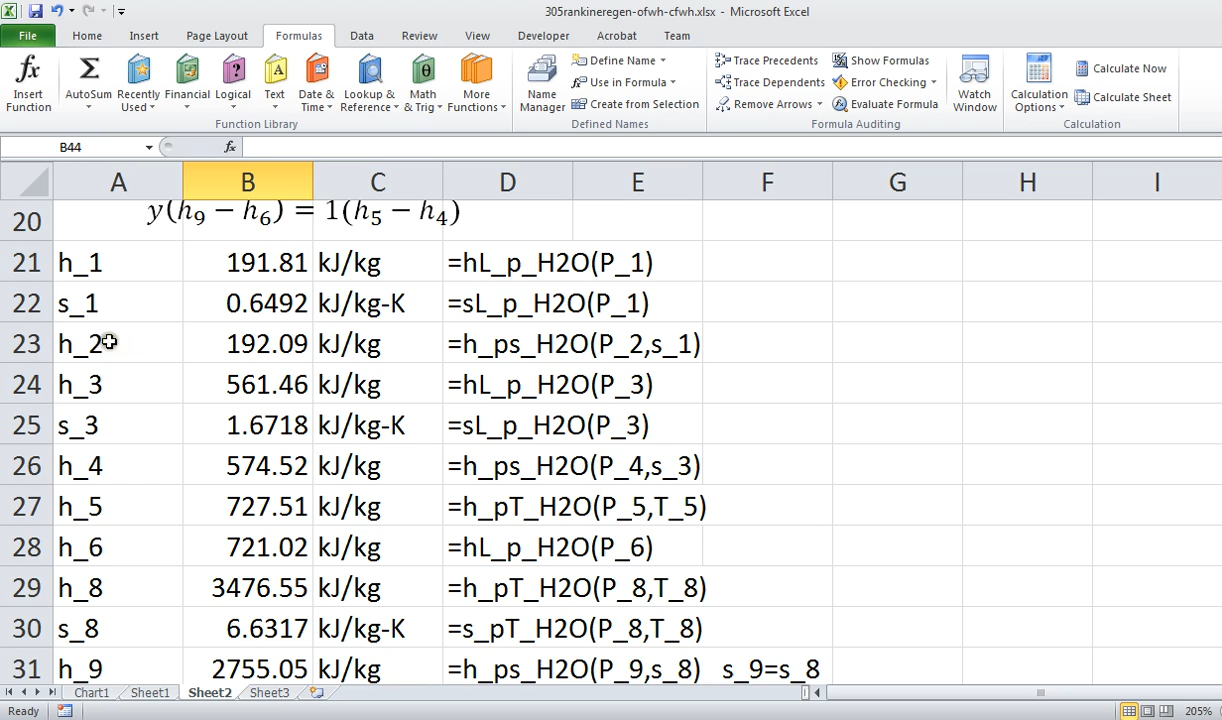 305rankineregen-ofwh-cfwh.xlsx - Microsoft Excel
File Home Insert Page Layout Formulas Data Review View Developer Acrobat Team
fx Insert Function
Σ AutoSum
Recently Used
Financial
? Logical
A Text
Date & Time
Lookup & Reference
θ Math & Trig
More Functions
Function Library
Name Manager
Define Name
Use in Formula
Create from Selection
Defined Names
Trace Precedents
Trace Dependents
Remove Arrows
Show Formulas
Error Checking
Evaluate Formula
Formula Auditing
Watch Window
Calculation Options
Calculate Now
Calculate Sheet
Calculation
B44 fx
A B C D E F G H I
20 y(h₉ − h₆) = 1(h₅ − h₄)
21 h_1 191.81 kJ/kg =hL_p_H2O(P_1)
22 s_1 0.6492 kJ/kg-K =sL_p_H2O(P_1)
23 h_2 192.09 kJ/kg =h_ps_H2O(P_2,s_1)
24 h_3 561.46 kJ/kg =hL_p_H2O(P_3)
25 s_3 1.6718 kJ/kg-K =sL_p_H2O(P_3)
26 h_4 574.52 kJ/kg =h_ps_H2O(P_4,s_3)
27 h_5 727.51 kJ/kg =h_pT_H2O(P_5,T_5)
28 h_6 721.02 kJ/kg =hL_p_H2O(P_6)
29 h_8 3476.55 kJ/kg =h_pT_H2O(P_8,T_8)
30 s_8 6.6317 kJ/kg-K =s_pT_H2O(P_8,T_8)
31 h_9 2755.05 kJ/kg =h_ps_H2O(P_9,s_8) s_9=s_8
Chart1 Sheet1 Sheet2 Sheet3
Ready 205%